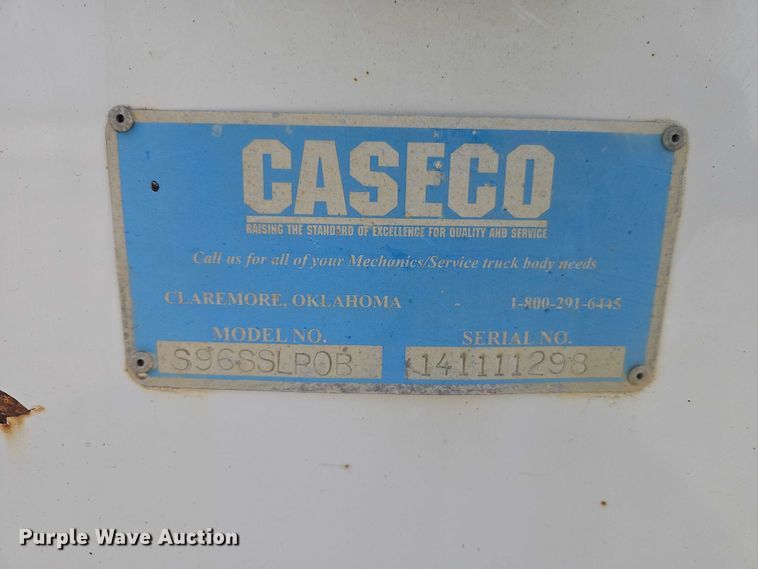 CASECO
RAISING THE STANDARD OF EXCELLENCE FOR QUALITY AND SERVICE
Call us for all of your Mechanics/Service truck body needs
CLAREMORE, OKLAHOMA - 1-800-291-6445
MODEL NO. SERIAL NO.
S96SSLPOB 141111298
Purple Wave Auction